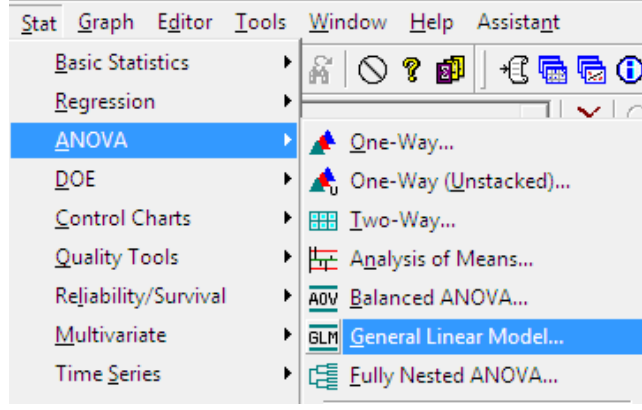 Stat Graph Editor Tools Window Help Assistant
Basic Statistics
Regression
ANOVA
DOE
Control Charts
Quality Tools
Reliability/Survival
Multivariate
Time Series
One-Way...
U One-Way (Unstacked)...
Two-Way...
Analysis of Means...
AOV Balanced ANOVA...
GLM General Linear Model...
Fully Nested ANOVA...